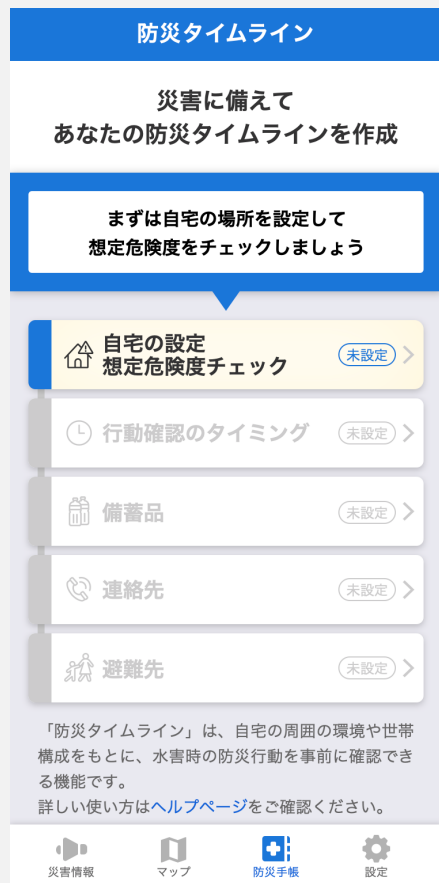 防災タイムライン
災害に備えて
あなたの防災タイムラインを作成
まずは自宅の場所を設定して
想定危険度をチェックしましょう
自宅の設定
想定危険度チェック
未設定
行動確認のタイミング
未設定
備蓄品
未設定
連絡先
未設定
避難先
未設定
「防災タイムライン」は、自宅の周囲の環境や世帯
構成をもとに、水害時の防災行動を事前に確認でき
る機能です。
詳しい使い方はヘルプページをご確認ください。
災害情報
マップ
防災手帳
設定